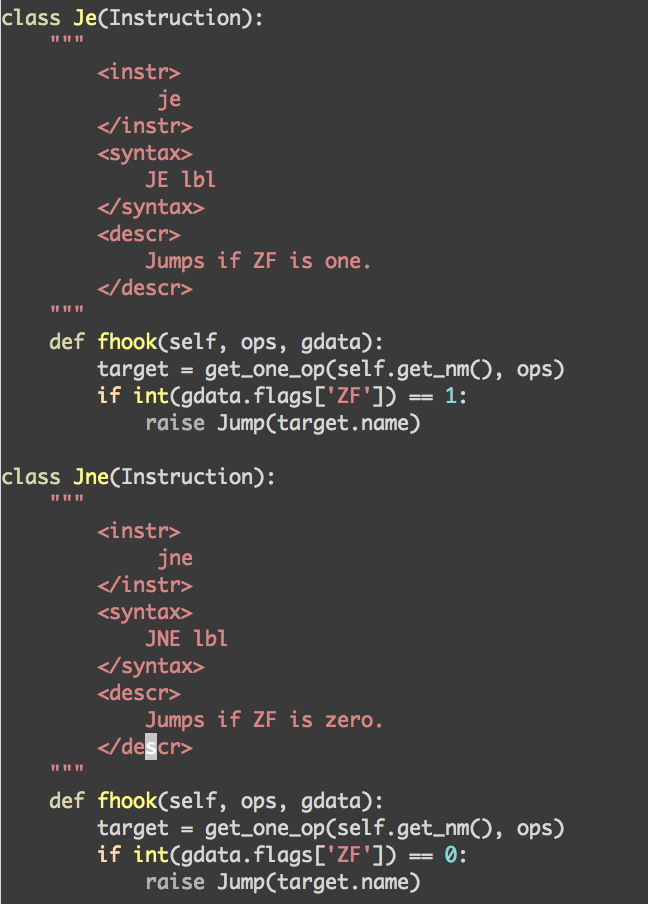 class Je(Instruction):
    """
        <instr>
             je
        </instr>
        <syntax>
            JE lbl
        </syntax>
        <descr>
            Jumps if ZF is one.
        </descr>
    """
    def fhook(self, ops, gdata):
        target = get_one_op(self.get_nm(), ops)
        if int(gdata.flags['ZF']) == 1:
            raise Jump(target.name)

class Jne(Instruction):
    """
        <instr>
             jne
        </instr>
        <syntax>
            JNE lbl
        </syntax>
        <descr>
            Jumps if ZF is zero.
        </descr>
    """
    def fhook(self, ops, gdata):
        target = get_one_op(self.get_nm(), ops)
        if int(gdata.flags['ZF']) == 0:
            raise Jump(target.name)